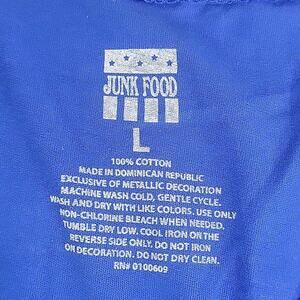 JUNK FOOD
L
100% COTTON
MADE IN DOMINICAN REPUBLIC
EXCLUSIVE OF METALLIC DECORATION
MACHINE WASH COLD, GENTLE CYCLE.
WASH AND DRY WITH LIKE COLORS. USE ONLY
NON-CHLORINE BLEACH WHEN NEEDED.
TUMBLE DRY LOW. COOL IRON ON THE
REVERSE SIDE ONLY. DO NOT IRON
ON DECORATION. DO NOT DRY CLEAN.
RN# 0100609